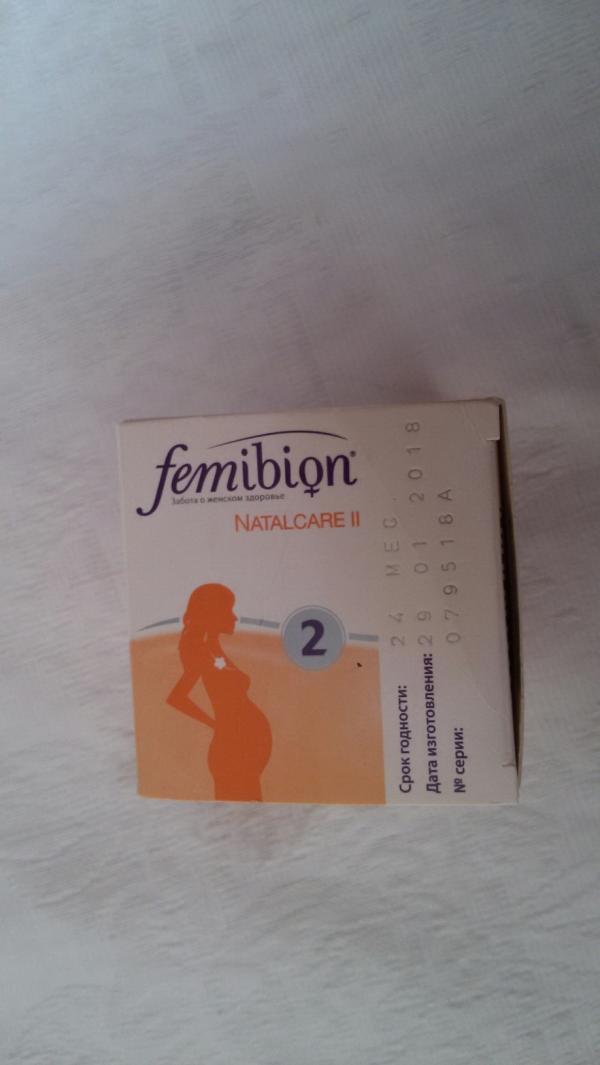 femibion®
Забота о женском здоровье
NATALCARE II
2
Срок годности: 24 МЕС.
Дата изготовления: 29 01 2018
№ серии: 079518A